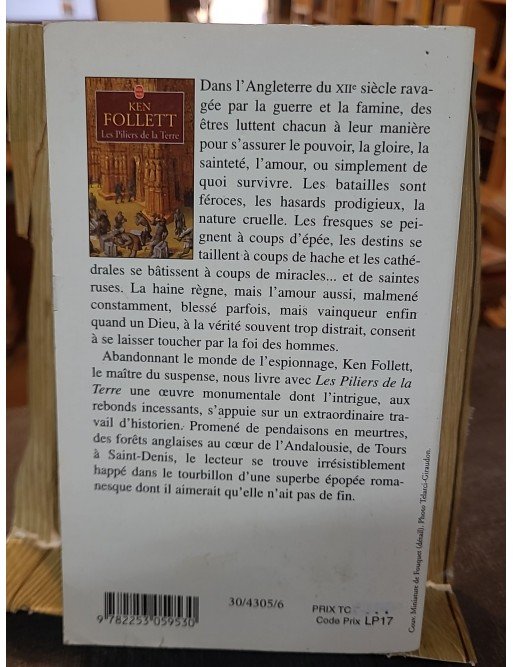 KEN
FOLLETT
Les Piliers de la Terre
Dans l'Angleterre du XIIe siècle rava-
gée par la guerre et la famine, des
êtres luttent chacun à leur manière
pour s'assurer le pouvoir, la gloire, la
sainteté, l'amour, ou simplement de
quoi survivre. Les batailles sont
féroces, les hasards prodigieux, la
nature cruelle. Les fresques se pei-
gnent à coups d'épée, les destins se
taillent à coups de hache et les cathé-
drales se bâtissent à coups de miracles... et de saintes
ruses. La haine règne, mais l'amour aussi, malmené
constamment, blessé parfois, mais vainqueur enfin
quand un Dieu, à la vérité souvent trop distrait, consent
à se laisser toucher par la foi des hommes.
Abandonnant le monde de l'espionnage, Ken Follett,
le maître du suspense, nous livre avec Les Piliers de la
Terre une œuvre monumentale dont l'intrigue, aux
rebonds incessants, s'appuie sur un extraordinaire tra-
vail d'historien. Promené de pendaisons en meurtres,
des forêts anglaises au cœur de l'Andalousie, de Tours
à Saint-Denis, le lecteur se trouve irrésistiblement
happé dans le tourbillon d'une superbe épopée roma-
nesque dont il aimerait qu'elle n'ait pas de fin.
Couv. Miniature de Fouquet (détail). Photo Telarci-Giraudon.
9 782253 059530
30/4305/6
PRIX TC
Code Prix LP17